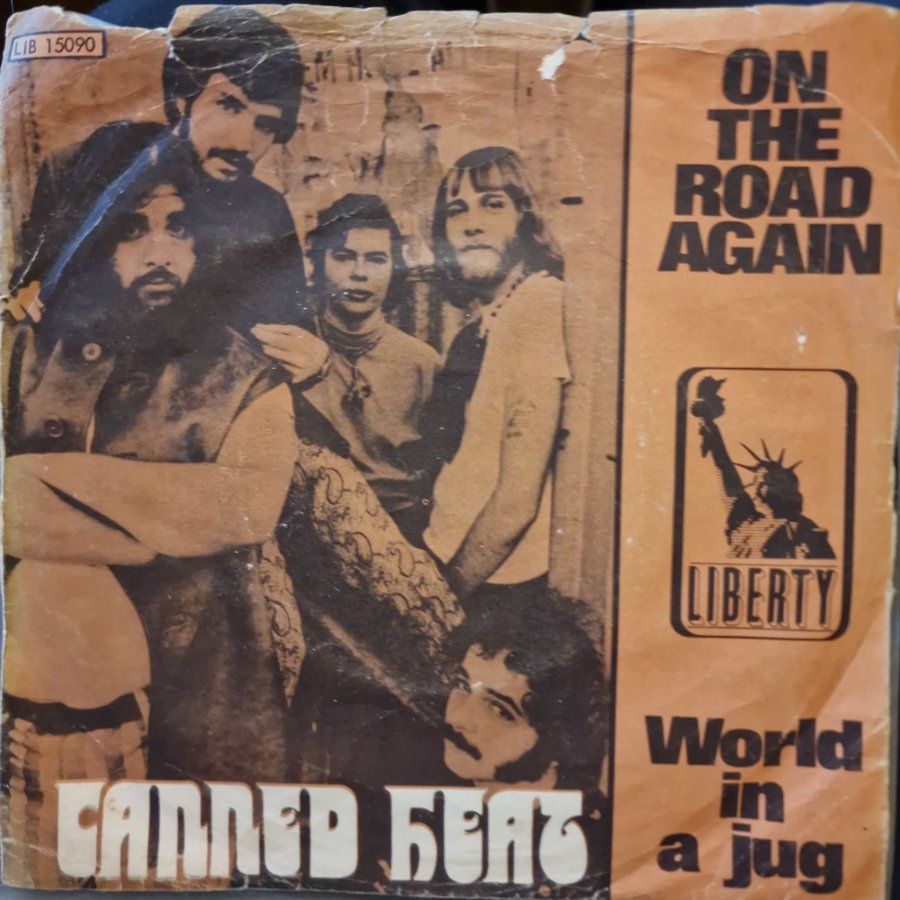 LIB 15090
ON
THE
ROAD
AGAIN
LIBERTY
World
in
a jug
CANNED HEAT